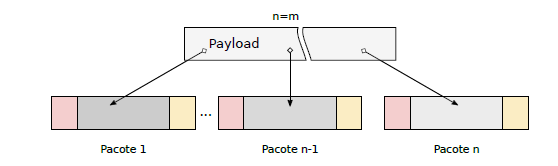 n=m
Payload
...
Pacote 1
Pacote n-1
Pacote n